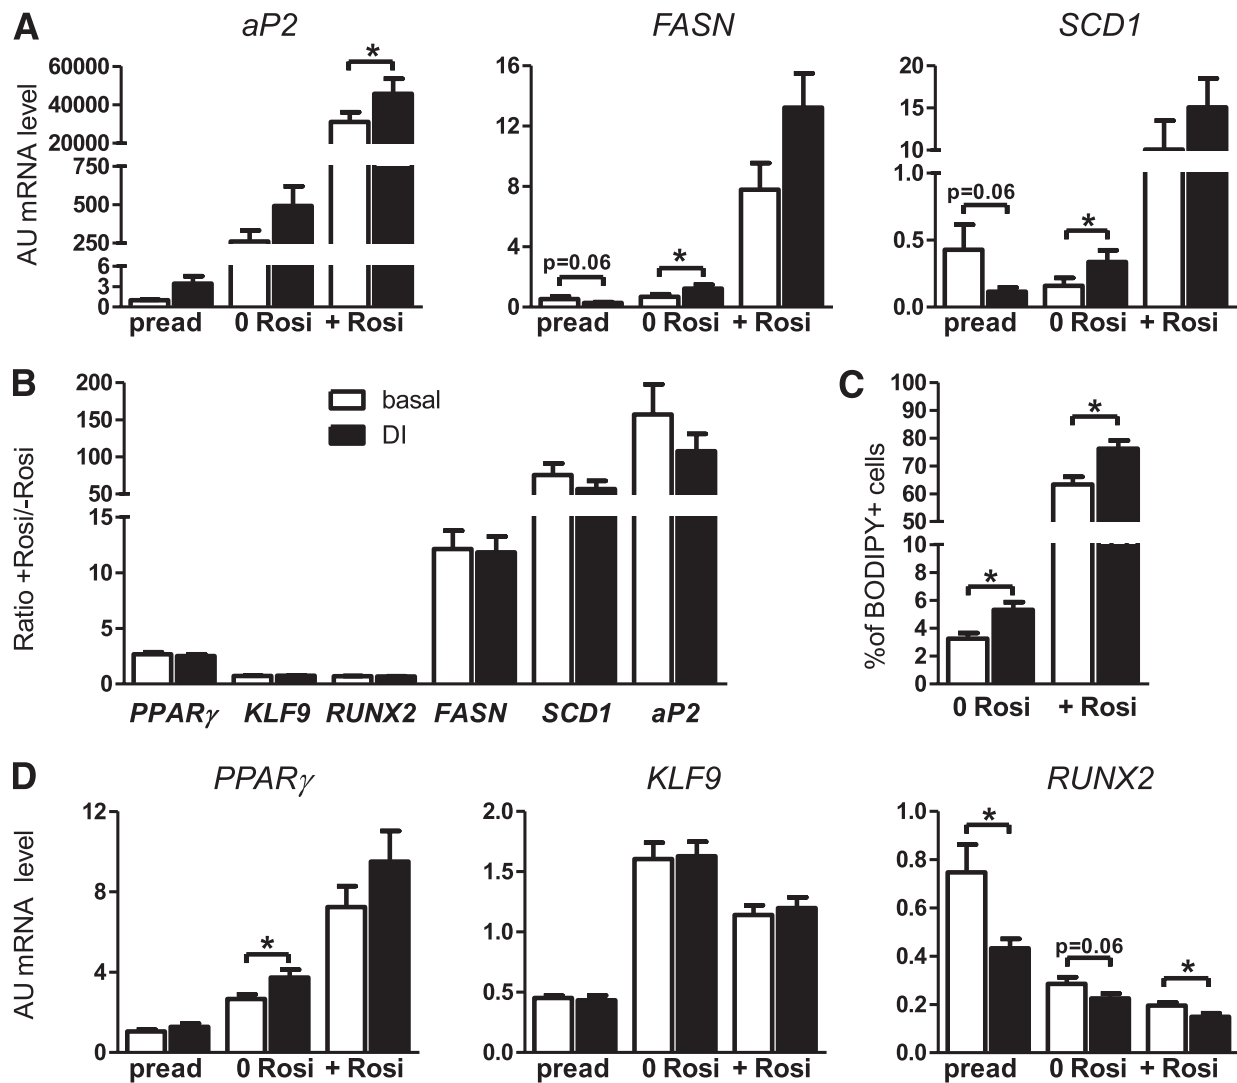 A
aP2
FASN
SCD1
AU mRNA level
60000
40000
20000
750
500
250
6
3
0
*
pread
0 Rosi
+ Rosi
16
12
8
4
0
p=0.06
*
pread
0 Rosi
+ Rosi
20
15
10
1.0
0.5
0.0
p=0.06
*
pread
0 Rosi
+ Rosi
B
Ratio +Rosi/-Rosi
200
150
100
50
15
10
5
0
basal
DI
PPARγ
KLF9
RUNX2
FASN
SCD1
aP2
C
%of BODIPY+ cells
100
90
80
70
60
50
10
8
6
4
2
0
*
*
0 Rosi
+ Rosi
D
PPARγ
KLF9
RUNX2
AU mRNA level
12
8
4
0
*
pread
0 Rosi
+ Rosi
2.0
1.5
1.0
0.5
0.0
pread
0 Rosi
+ Rosi
1.0
0.8
0.6
0.4
0.2
0.0
*
p=0.06
*
pread
0 Rosi
+ Rosi